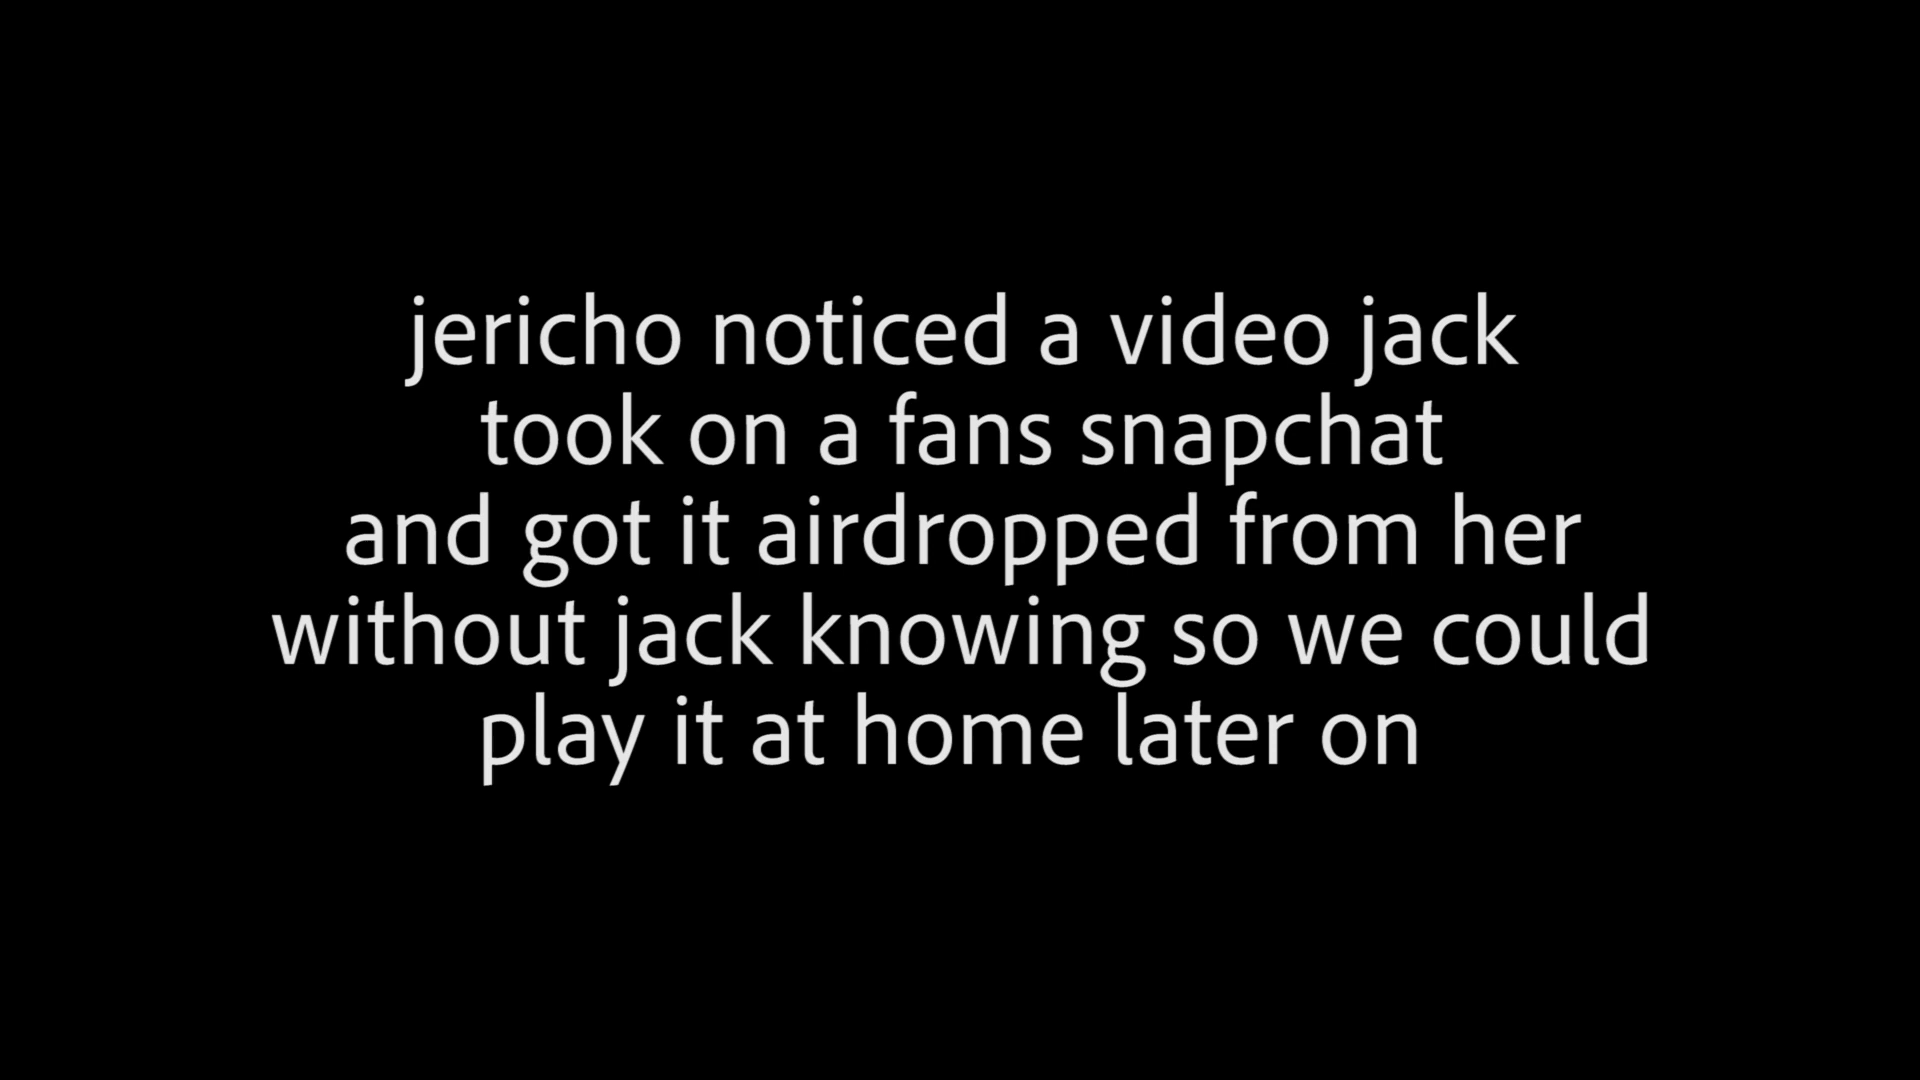 jericho noticed a video jack
took on a fans snapchat
and got it airdropped from her
without jack knowing so we could
play it at home later on